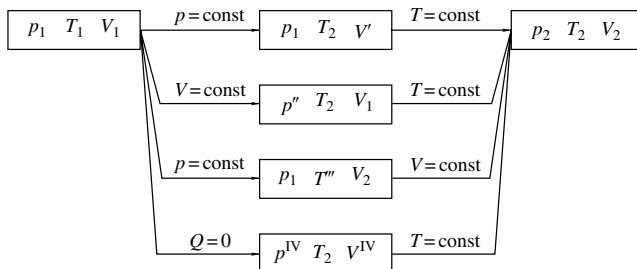 p = const T = const
p₁ T₁ V₁ p₁ T₂ V′ p₂ T₂ V₂
V = const T = const
p″ T₂ V₁
p = const V = const
p₁ T‴ V₂
Q = 0 T = const
p^IV T₂ V^IV